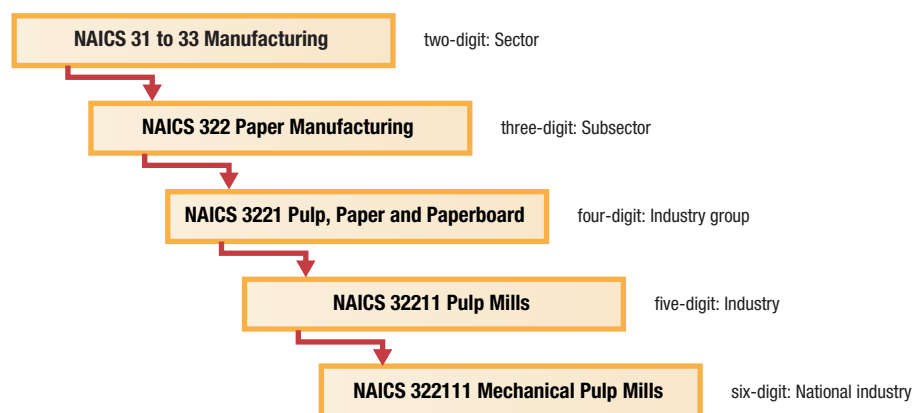 NAICS 31 to 33 Manufacturing
two-digit: Sector
NAICS 322 Paper Manufacturing
three-digit: Subsector
NAICS 3221 Pulp, Paper and Paperboard
four-digit: Industry group
NAICS 32211 Pulp Mills
five-digit: Industry
NAICS 322111 Mechanical Pulp Mills
six-digit: National industry